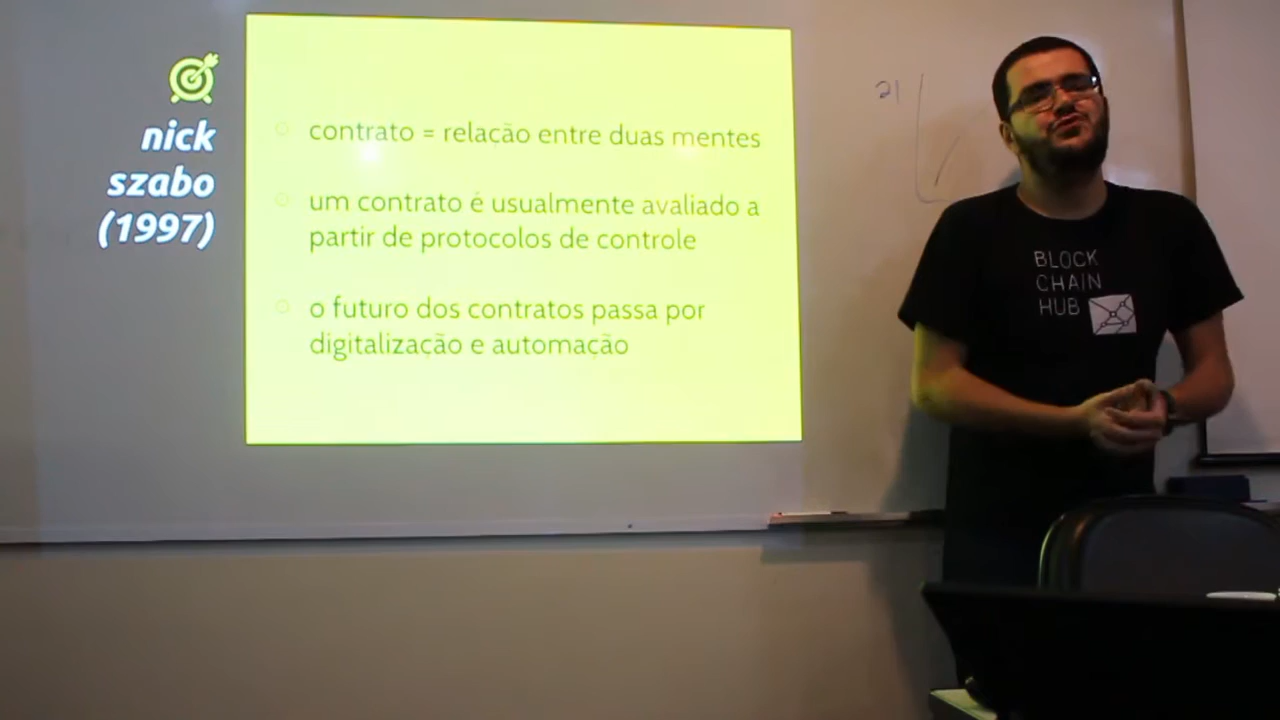 nick
szabo
(1997)
contrato = relação entre duas mentes
um contrato é usualmente avaliado a
partir de protocolos de controle
o futuro dos contratos passa por
digitalização e automação
21
BLOCK
CHAIN
HUB